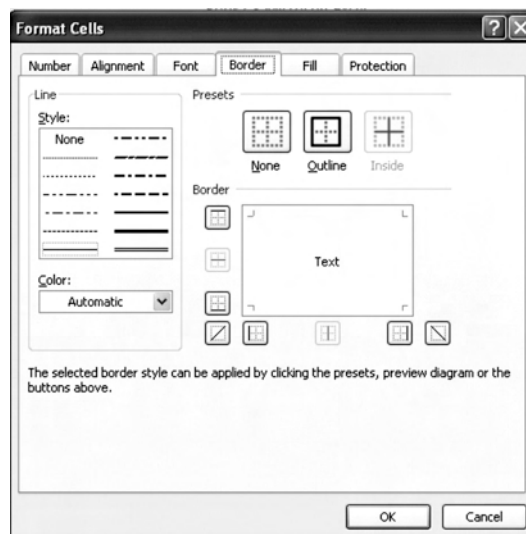 Format Cells
Number Alignment Font Border Fill Protection
Line
Style:
None
Color:
Automatic
Presets
None Outline Inside
Border
Text
The selected border style can be applied by clicking the presets, preview diagram or the
buttons above.
OK Cancel